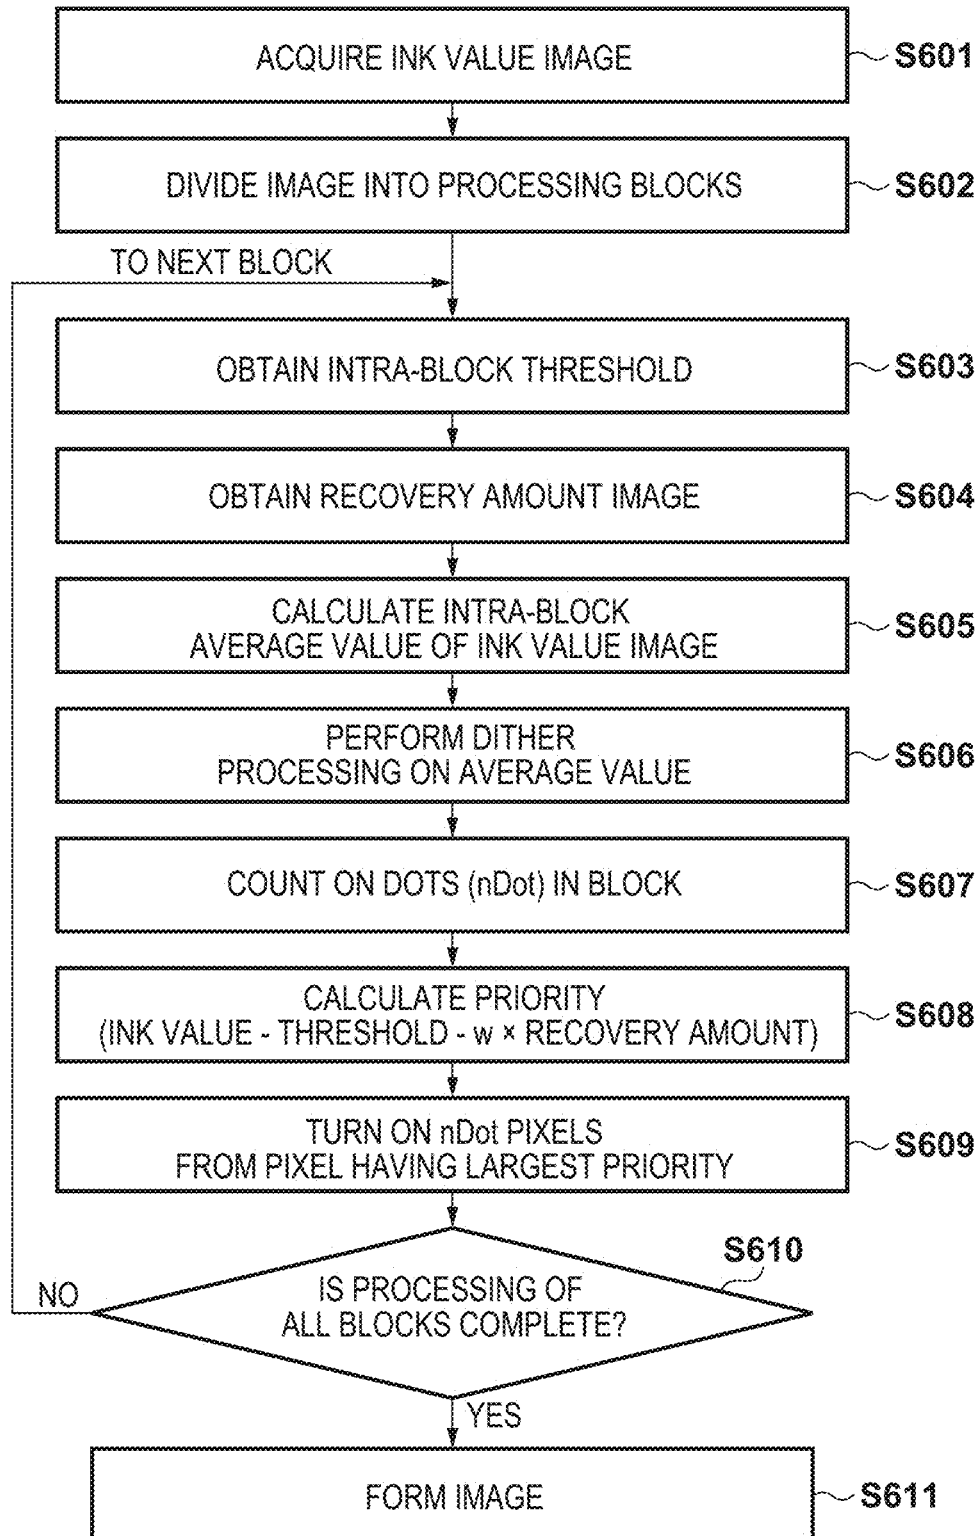 ACQUIRE INK VALUE IMAGE
S601
DIVIDE IMAGE INTO PROCESSING BLOCKS
S602
TO NEXT BLOCK
OBTAIN INTRA-BLOCK THRESHOLD
S603
OBTAIN RECOVERY AMOUNT IMAGE
S604
CALCULATE INTRA-BLOCK
AVERAGE VALUE OF INK VALUE IMAGE
S605
PERFORM DITHER
PROCESSING ON AVERAGE VALUE
S606
COUNT ON DOTS (nDot) IN BLOCK
S607
CALCULATE PRIORITY
(INK VALUE - THRESHOLD - w × RECOVERY AMOUNT)
S608
TURN ON nDot PIXELS
FROM PIXEL HAVING LARGEST PRIORITY
S609
S610
IS PROCESSING OF
ALL BLOCKS COMPLETE?
NO
YES
FORM IMAGE
S611